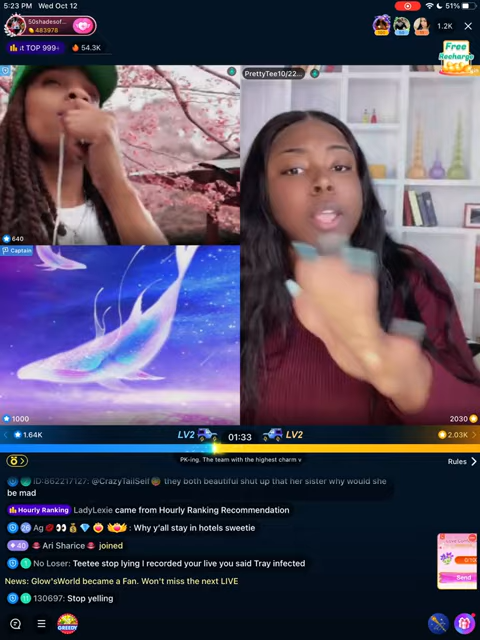 5:23 PM Wed Oct 12
51%
50shadesof...
483978
1.2K
1st TOP 999+
54.3K
Free
Recharge
PrettyTee10/22...
640
Captain
1000
2030
1.64K
LV2
01:33
LV2
2.03K
PK-ing. The team with the highest charm v
Rules
ID:862217127: @CrazyTailSelf they both beautiful shut up that her sister why would she
be mad
Hourly Ranking LadyLexie came from Hourly Ranking Recommendation
26 Ag : Why y'all stay in hotels sweetie
40 Ari Sharice joined
1 No Loser: Teetee stop lying I recorded your live you said Tray infected
News: Glow'sWorld became a Fan. Won't miss the next LIVE
11 130697: Stop yelling
Send
GREEDY